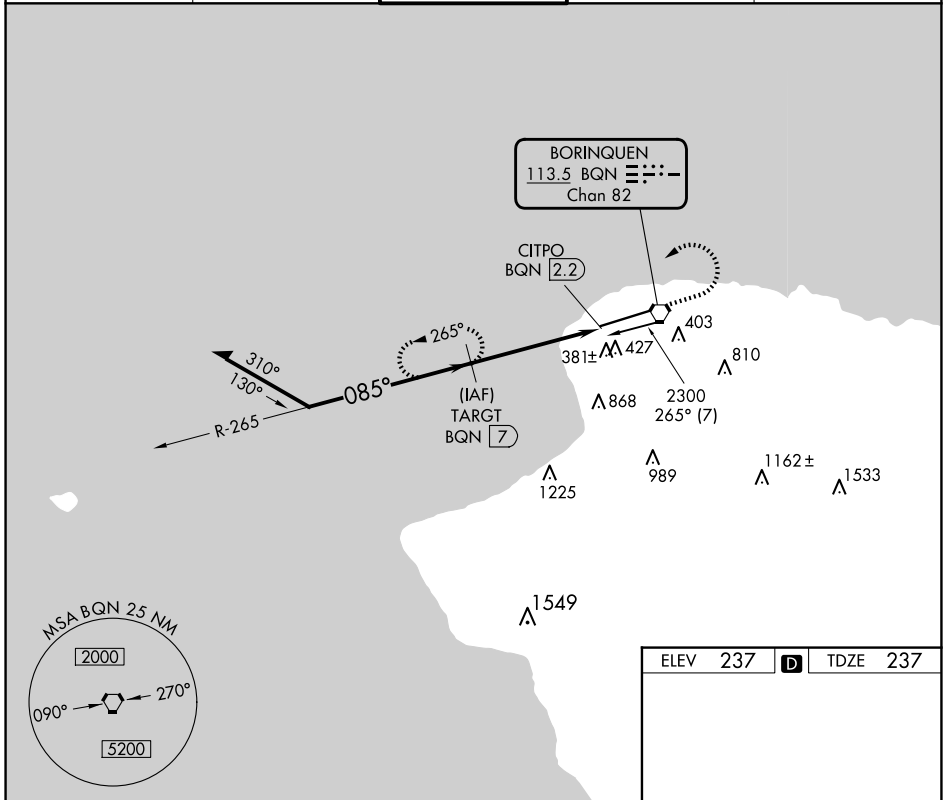 BORINQUEN
113.5 BQN
Chan 82
CITPO
BQN 2.2
403
381± 427
810
265°
310°
130°
085°
(IAF)
TARGT
BQN 7
R-265
868
2300
265° (7)
1225
989
1162±
1533
1549
MSA BQN 25 NM
2000
090° 270°
5200
ELEV 237 D TDZE 237